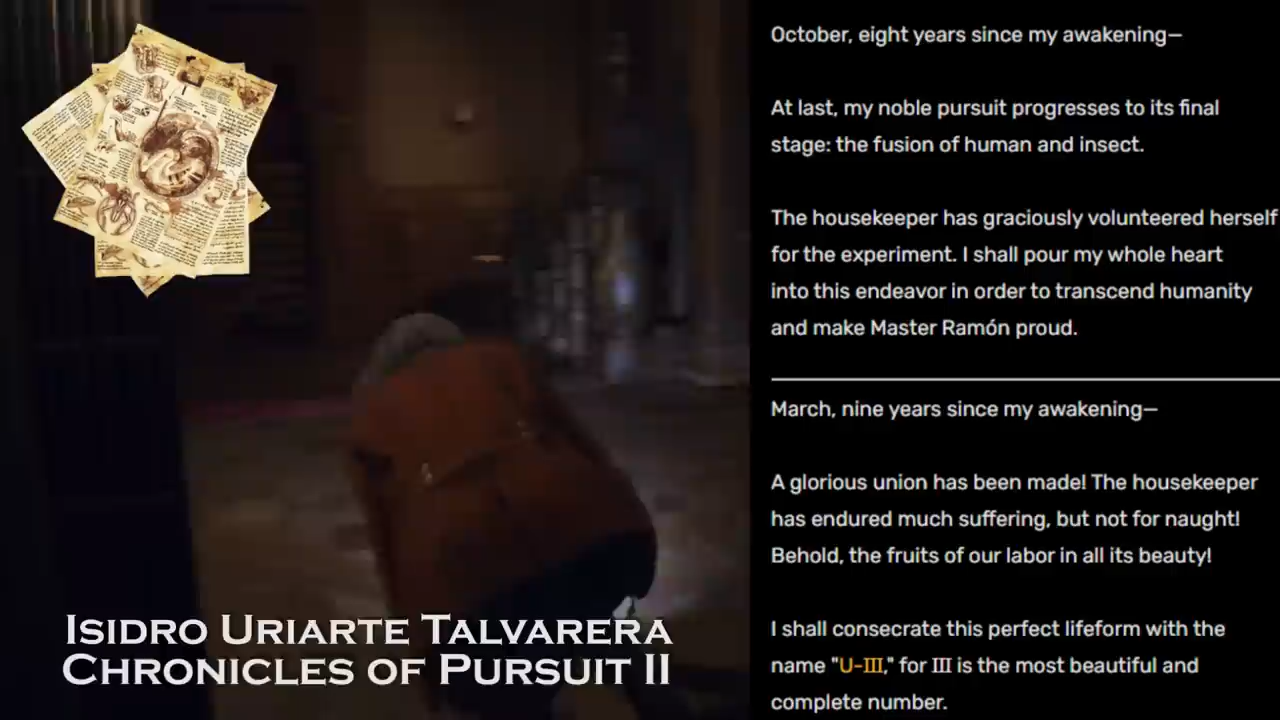 October, eight years since my awakening—
At last, my noble pursuit progresses to its final
stage: the fusion of human and insect.
The housekeeper has graciously volunteered herself
for the experiment. I shall pour my whole heart
into this endeavor in order to transcend humanity
and make Master Ramón proud.
March, nine years since my awakening—
A glorious union has been made! The housekeeper
has endured much suffering, but not for naught!
Behold, the fruits of our labor in all its beauty!
I shall consecrate this perfect lifeform with the
name "U-III," for III is the most beautiful and
complete number.
Isidro Uriarte Talvarera
Chronicles of Pursuit II